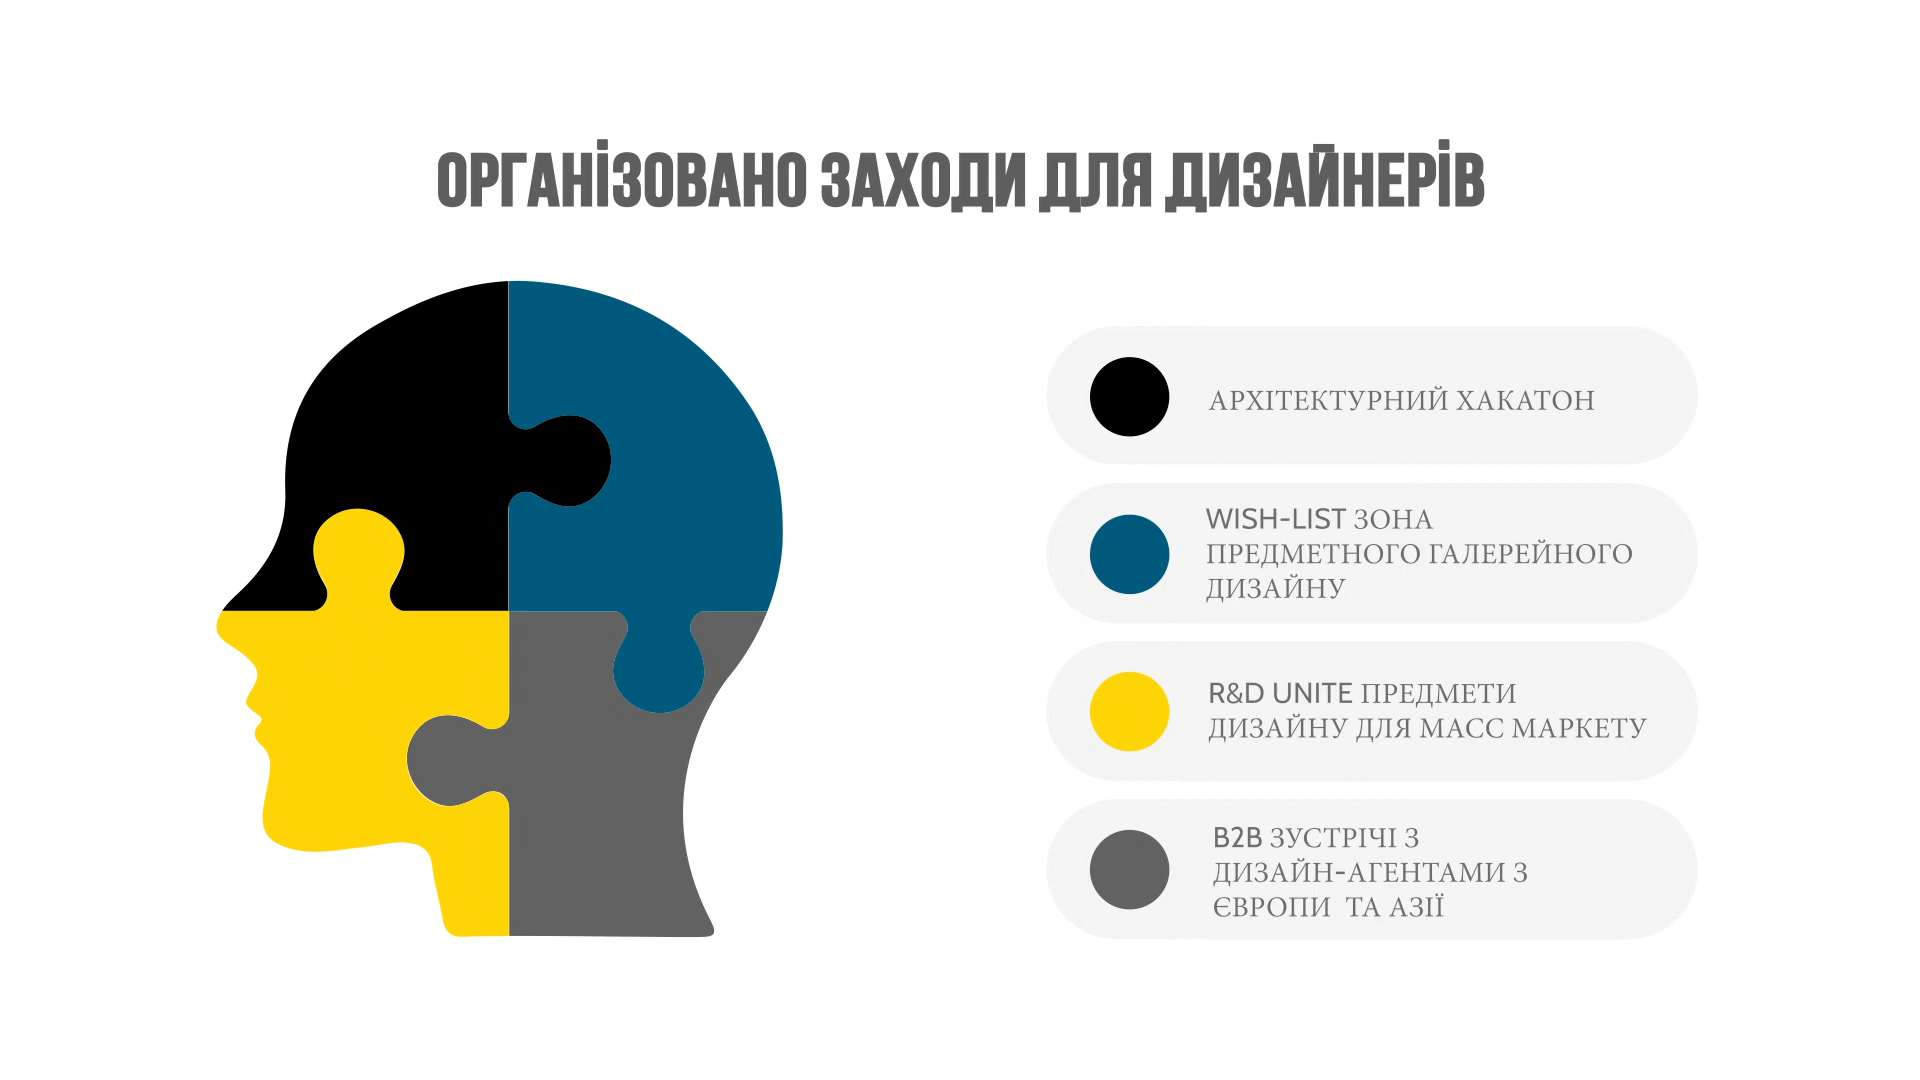 ОРГАНІЗОВАНО ЗАХОДИ ДЛЯ ДИЗАЙНЕРІВ
АРХІТЕКТУРНИЙ ХАКАТОН
WISH-LIST ЗОНА
ПРЕДМЕТНОГО ГАЛЕРЕЙНОГО
ДИЗАЙНУ
R&D UNITE ПРЕДМЕТИ
ДИЗАЙНУ ДЛЯ МАСС МАРКЕТУ
B2B ЗУСТРІЧІ З
ДИЗАЙН-АГЕНТАМИ З
ЄВРОПИ ТА АЗІЇ